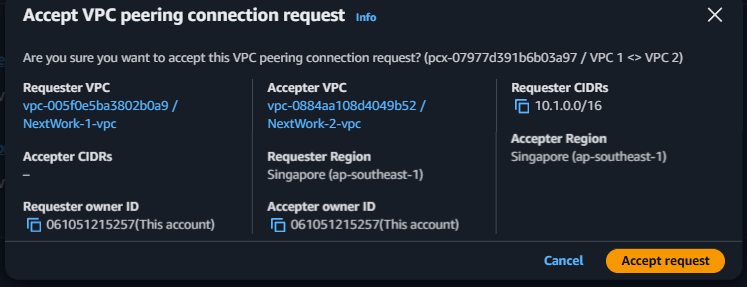 Accept VPC peering connection request Info
Are you sure you want to accept this VPC peering connection request? (pcx-07977d391b6b03a97 / VPC 1 <> VPC 2)
Requester VPC
vpc-005f0e5ba3802b0a9 /
NextWork-1-vpc
Accepter CIDRs
–
Requester owner ID
061051215257(This account)
Accepter VPC
vpc-0884aa108d4049b52 /
NextWork-2-vpc
Requester Region
Singapore (ap-southeast-1)
Accepter owner ID
061051215257(This account)
Requester CIDRs
10.1.0.0/16
Accepter Region
Singapore (ap-southeast-1)
Cancel
Accept request